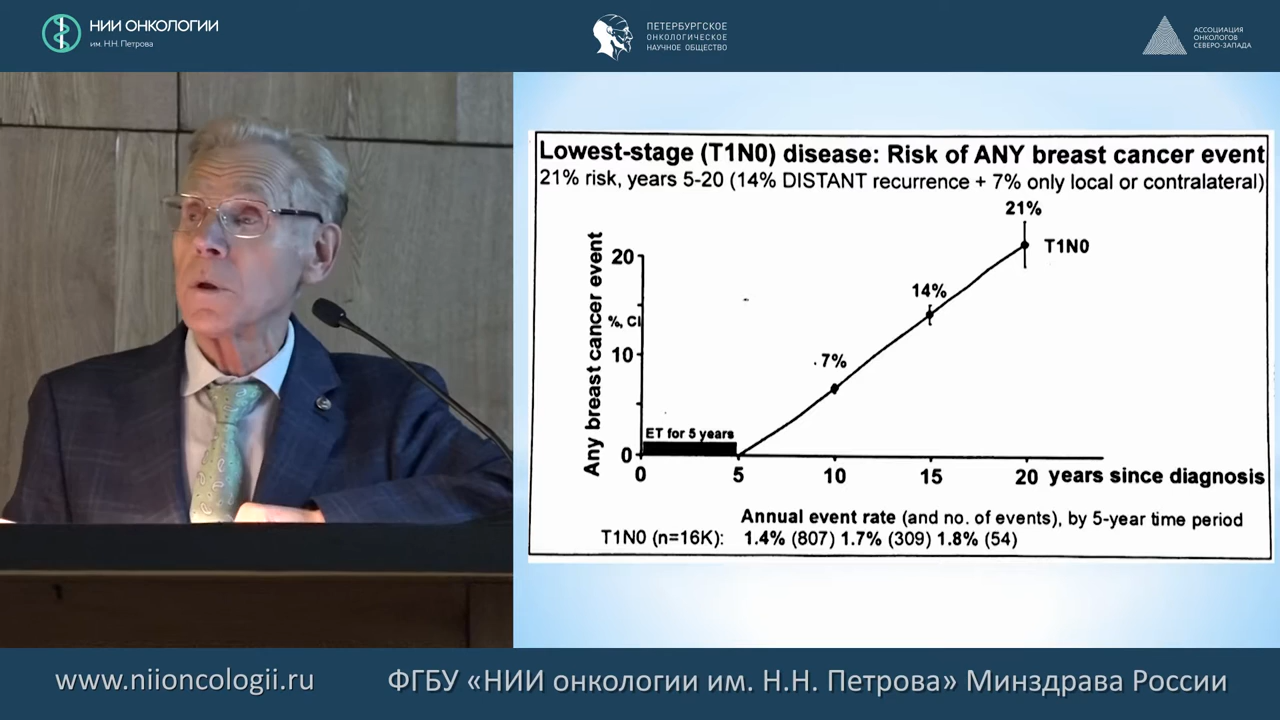 НИИ ОНКОЛОГИИ
им. Н.Н. Петрова
ПЕТЕРБУРГСКОЕ
ОНКОЛОГИЧЕСКОЕ
НАУЧНОЕ ОБЩЕСТВО
АССОЦИАЦИЯ
ОНКОЛОГОВ
СЕВЕРО-ЗАПАДА
Lowest-stage (T1N0) disease: Risk of ANY breast cancer event
21% risk, years 5-20 (14% DISTANT recurrence + 7% only local or contralateral)
21%
T1N0
20
14%
%, CI
10
7%
Any breast cancer event
ET for 5 years
0
0 5 10 15 20 years since diagnosis
Annual event rate (and no. of events), by 5-year time period
T1N0 (n=16K): 1.4% (807) 1.7% (309) 1.8% (54)
www.niioncologii.ru ФГБУ «НИИ онкологии им. Н.Н. Петрова» Минздрава России